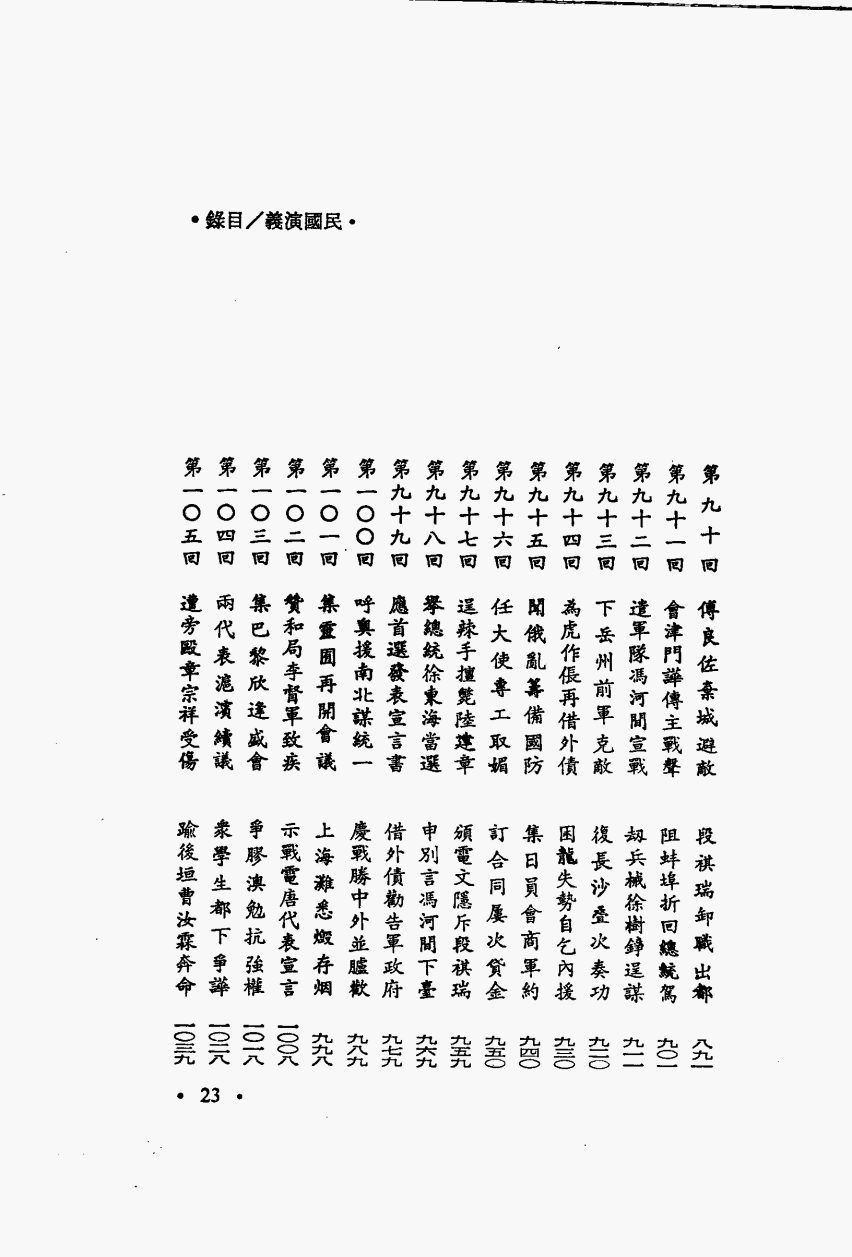 •錄目／義演國民•
第九十回 傅良佐棄城避敵 段祺瑞卸職出都 八九一
第九十一回 會津門譁傳主戰聲 阻蚌埠折回總統駕 九〇一
第九十二回 遣軍隊馮河間宣戰 劫兵械徐樹錚逞謀 九一一
第九十三回 下岳州前軍克敵 復長沙疊次奏功 九二〇
第九十四回 為虎作倀再借外債 困龍失勢自乞內援 九三〇
第九十五回 聞俄亂籌備國防 集日員會商軍約 九四〇
第九十六回 任大使專工取媚 訂合同屢次貸金 九五〇
第九十七回 逞辣手擅斃陸建章 頒電文隱斥段祺瑞 九五九
第九十八回 舉總統徐東海當選 申別言馮河間下臺 九六九
第九十九回 應首選發表宣言書 借外債勸告軍政府 九七九
第一〇〇回 呼奧援南北謀統一 慶戰勝中外並臚歡 九八九
第一〇一回 集靈囿再開會議 上海灘悉燬存烟 九九八
第一〇二回 贊和局李督軍致疾 示戰電唐代表宣言 一〇〇八
第一〇三回 集巴黎欣逢盛會 爭膠澳勉抗強權 一〇一八
第一〇四回 兩代表滬濱續議 衆學生都下爭譁 一〇二八
第一〇五回 遭旁毆章宗祥受傷 踰後垣曹汝霖奔命 一〇三九
• 23 •